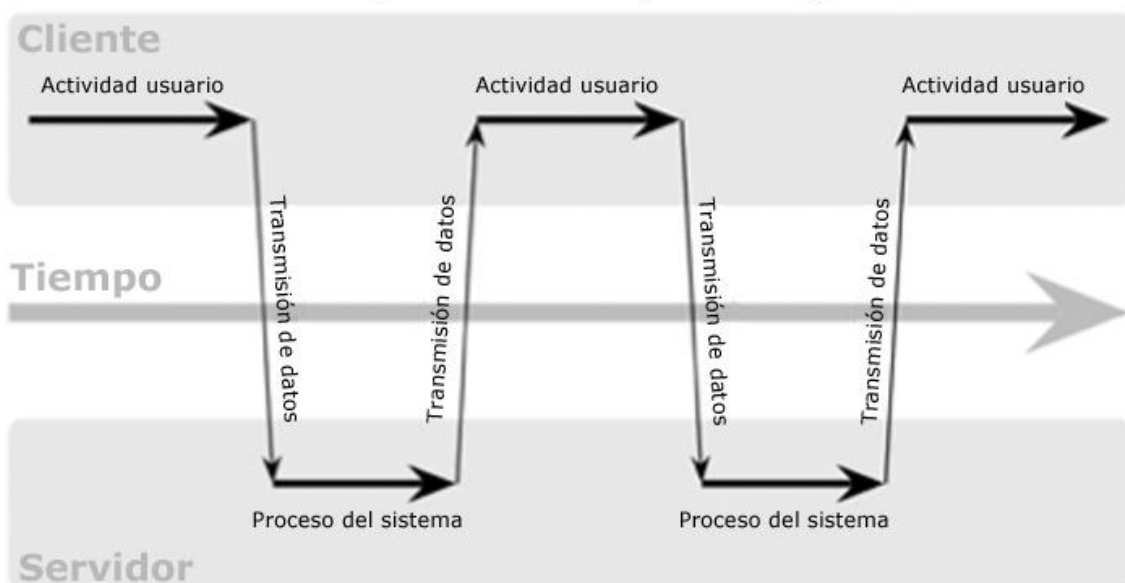 Cliente
Actividad usuario
Actividad usuario
Actividad usuario
Transmisión de datos
Transmisión de datos
Transmisión de datos
Transmisión de datos
Tiempo
Proceso del sistema
Proceso del sistema
Servidor